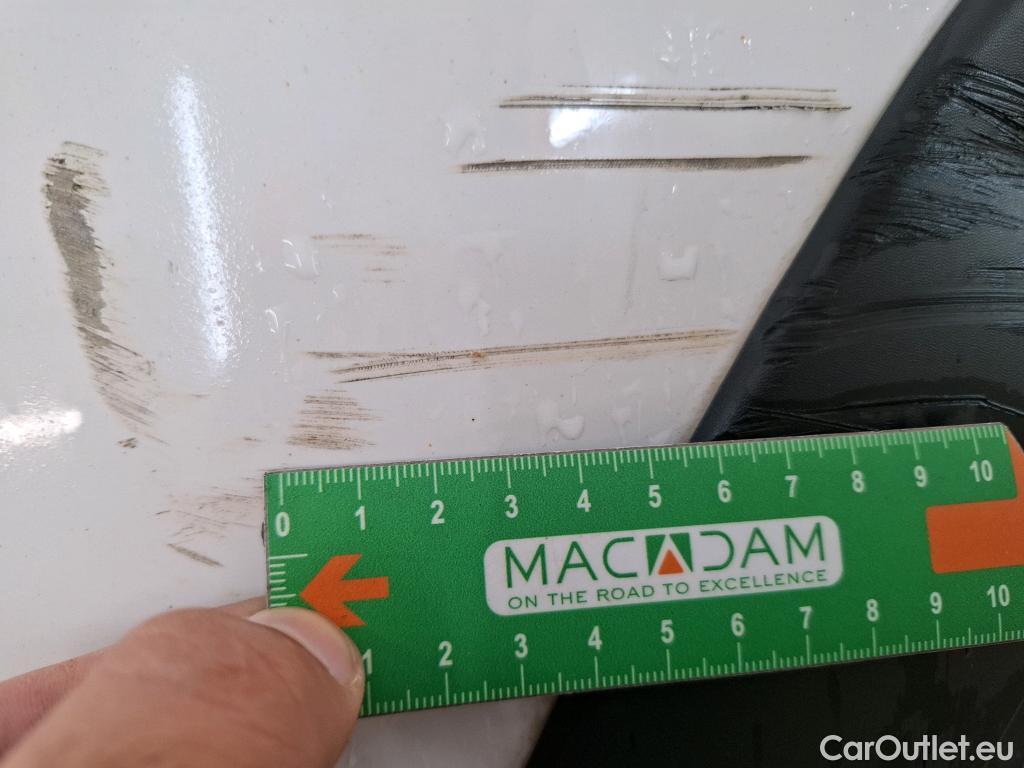 0 1 2 3 4 5 6 7 8 9 10
MACADAM
ON THE ROAD TO EXCELLENCE
1 2 3 4 5 6 7 8 9 10
CarOutlet.eu